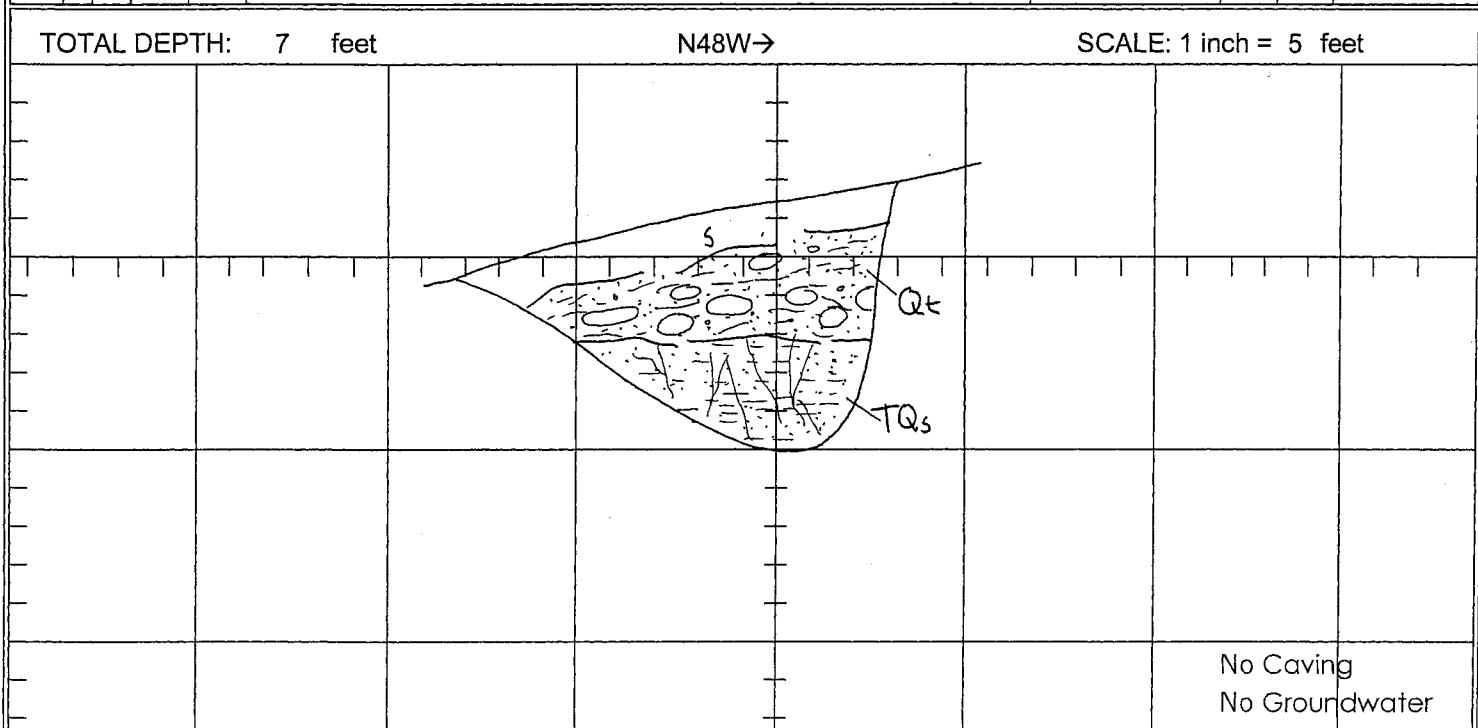 TOTAL DEPTH: 7 feet N48W→ SCALE: 1 inch = 5 feet
s
Qt
TQs
No Caving
No Groundwater